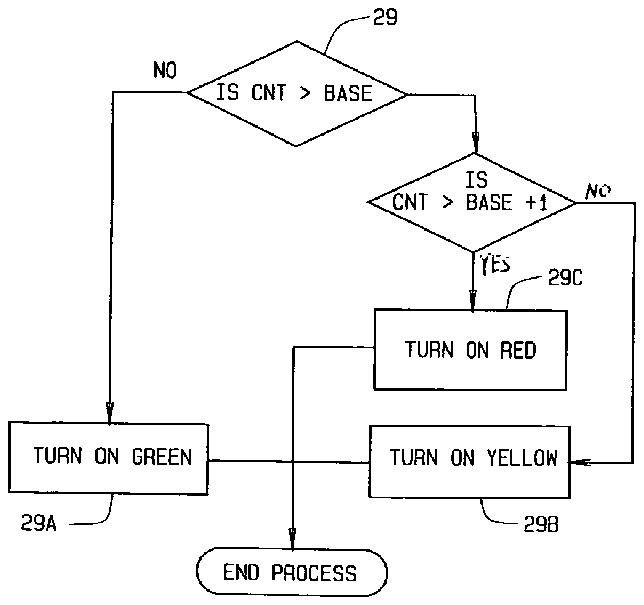 29
NO
IS CNT > BASE
IS
CNT > BASE +1
NO
YES
29C
TURN ON RED
TURN ON GREEN
TURN ON YELLOW
29A
29B
END PROCESS